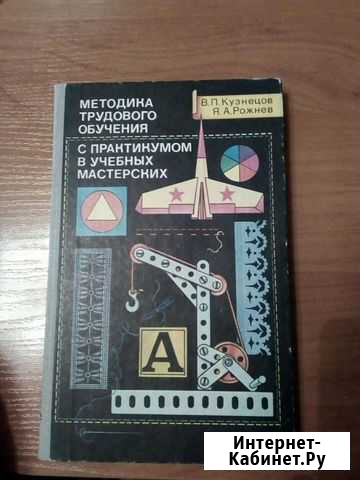 В.П.Кузнецов
Я.А.Рожнев
МЕТОДИКА
ТРУДОВОГО
ОБУЧЕНИЯ
С ПРАКТИКУМОМ
В УЧЕБНЫХ
МАСТЕРСКИХ
А
Интернет-
Кабинет.Ру